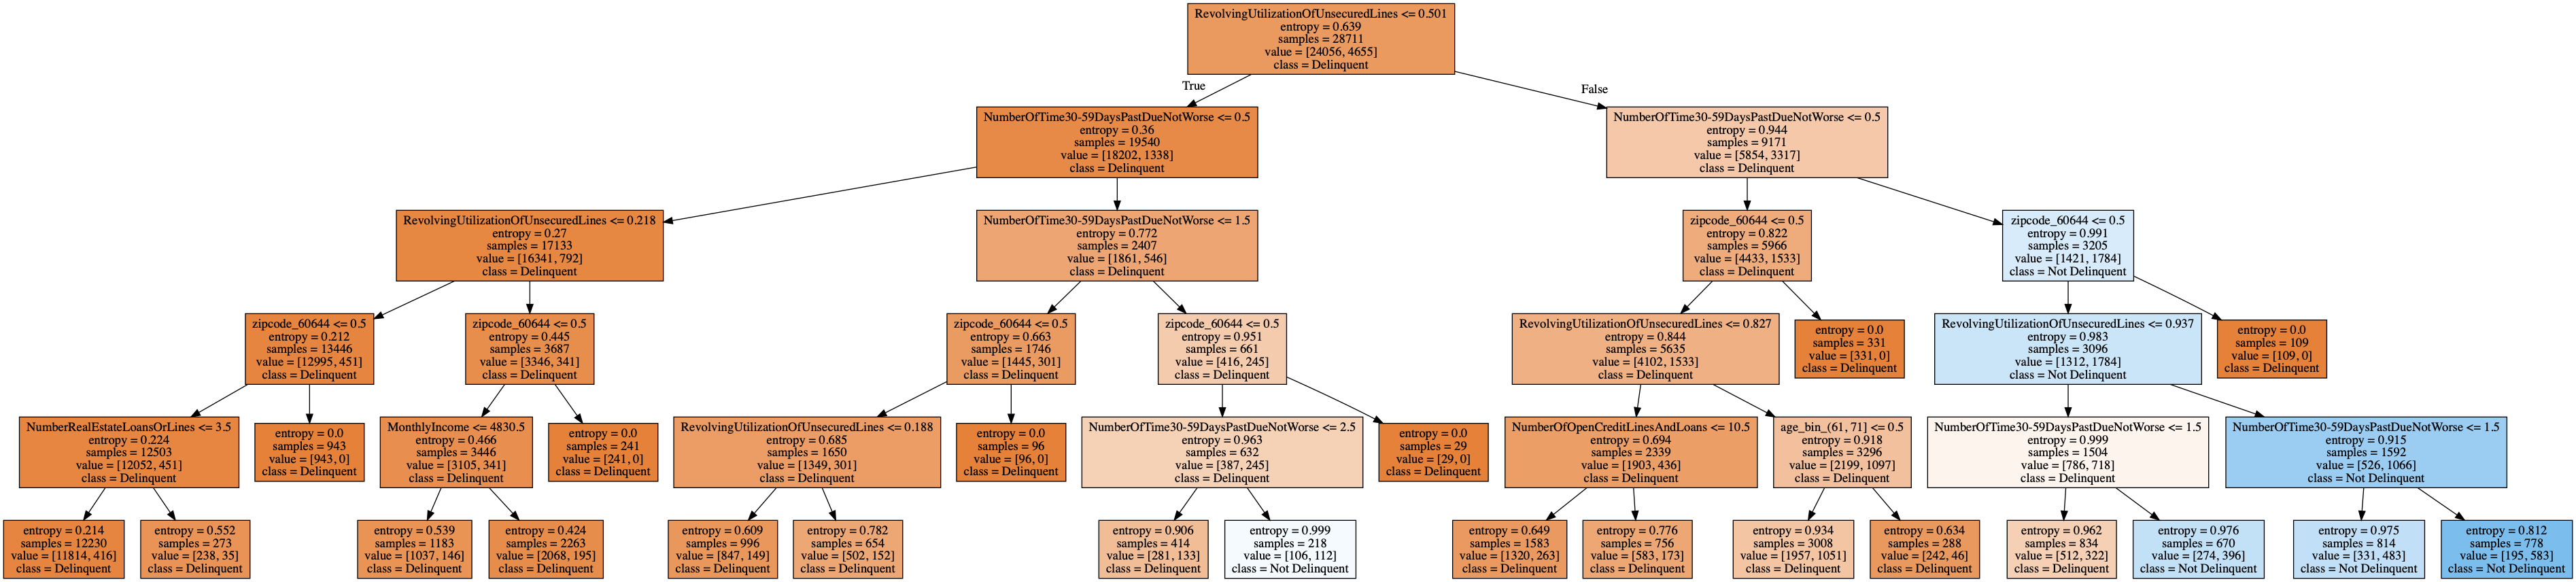 RevolvingUtilizationOfUnsecuredLines <= 0.501
entropy = 0.639
samples = 28711
value = [24056, 4655]
class = Delinquent
True
False
NumberOfTime30-59DaysPastDueNotWorse <= 0.5
entropy = 0.36
samples = 19540
value = [18202, 1338]
class = Delinquent
NumberOfTime30-59DaysPastDueNotWorse <= 0.5
entropy = 0.944
samples = 9171
value = [5854, 3317]
class = Delinquent
RevolvingUtilizationOfUnsecuredLines <= 0.218
entropy = 0.27
samples = 17133
value = [16341, 792]
class = Delinquent
NumberOfTime30-59DaysPastDueNotWorse <= 1.5
entropy = 0.772
samples = 2407
value = [1861, 546]
class = Delinquent
zipcode_60644 <= 0.5
entropy = 0.822
samples = 5966
value = [4433, 1533]
class = Delinquent
zipcode_60644 <= 0.5
entropy = 0.991
samples = 3205
value = [1421, 1784]
class = Not Delinquent
zipcode_60644 <= 0.5
entropy = 0.212
samples = 13446
value = [12995, 451]
class = Delinquent
zipcode_60644 <= 0.5
entropy = 0.445
samples = 3687
value = [3346, 341]
class = Delinquent
zipcode_60644 <= 0.5
entropy = 0.663
samples = 1746
value = [1445, 301]
class = Delinquent
zipcode_60644 <= 0.5
entropy = 0.951
samples = 661
value = [416, 245]
class = Delinquent
RevolvingUtilizationOfUnsecuredLines <= 0.827
entropy = 0.844
samples = 5635
value = [4102, 1533]
class = Delinquent
entropy = 0.0
samples = 331
value = [331, 0]
class = Delinquent
RevolvingUtilizationOfUnsecuredLines <= 0.937
entropy = 0.983
samples = 3096
value = [1312, 1784]
class = Not Delinquent
entropy = 0.0
samples = 109
value = [109, 0]
class = Delinquent
NumberRealEstateLoansOrLines <= 3.5
entropy = 0.224
samples = 12503
value = [12052, 451]
class = Delinquent
entropy = 0.0
samples = 943
value = [943, 0]
class = Delinquent
MonthlyIncome <= 4830.5
entropy = 0.466
samples = 3446
value = [3105, 341]
class = Delinquent
entropy = 0.0
samples = 241
value = [241, 0]
class = Delinquent
RevolvingUtilizationOfUnsecuredLines <= 0.188
entropy = 0.685
samples = 1650
value = [1349, 301]
class = Delinquent
entropy = 0.0
samples = 96
value = [96, 0]
class = Delinquent
NumberOfTime30-59DaysPastDueNotWorse <= 2.5
entropy = 0.963
samples = 632
value = [387, 245]
class = Delinquent
entropy = 0.0
samples = 29
value = [29, 0]
class = Delinquent
NumberOfOpenCreditLinesAndLoans <= 10.5
entropy = 0.694
samples = 2339
value = [1903, 436]
class = Delinquent
age_bin_(61, 71] <= 0.5
entropy = 0.918
samples = 3296
value = [2199, 1097]
class = Delinquent
NumberOfTime30-59DaysPastDueNotWorse <= 1.5
entropy = 0.999
samples = 1504
value = [786, 718]
class = Delinquent
NumberOfTime30-59DaysPastDueNotWorse <= 1.5
entropy = 0.915
samples = 1592
value = [526, 1066]
class = Not Delinquent
entropy = 0.214
samples = 12230
value = [11814, 416]
class = Delinquent
entropy = 0.552
samples = 273
value = [238, 35]
class = Delinquent
entropy = 0.539
samples = 1183
value = [1037, 146]
class = Delinquent
entropy = 0.424
samples = 2263
value = [2068, 195]
class = Delinquent
entropy = 0.609
samples = 996
value = [847, 149]
class = Delinquent
entropy = 0.782
samples = 654
value = [502, 152]
class = Delinquent
entropy = 0.906
samples = 414
value = [281, 133]
class = Delinquent
entropy = 0.999
samples = 218
value = [106, 112]
class = Not Delinquent
entropy = 0.649
samples = 1583
value = [1320, 263]
class = Delinquent
entropy = 0.776
samples = 756
value = [583, 173]
class = Delinquent
entropy = 0.934
samples = 3008
value = [1957, 1051]
class = Delinquent
entropy = 0.634
samples = 288
value = [242, 46]
class = Delinquent
entropy = 0.962
samples = 834
value = [512, 322]
class = Delinquent
entropy = 0.976
samples = 670
value = [274, 396]
class = Not Delinquent
entropy = 0.975
samples = 814
value = [331, 483]
class = Not Delinquent
entropy = 0.812
samples = 778
value = [195, 583]
class = Not Delinquent